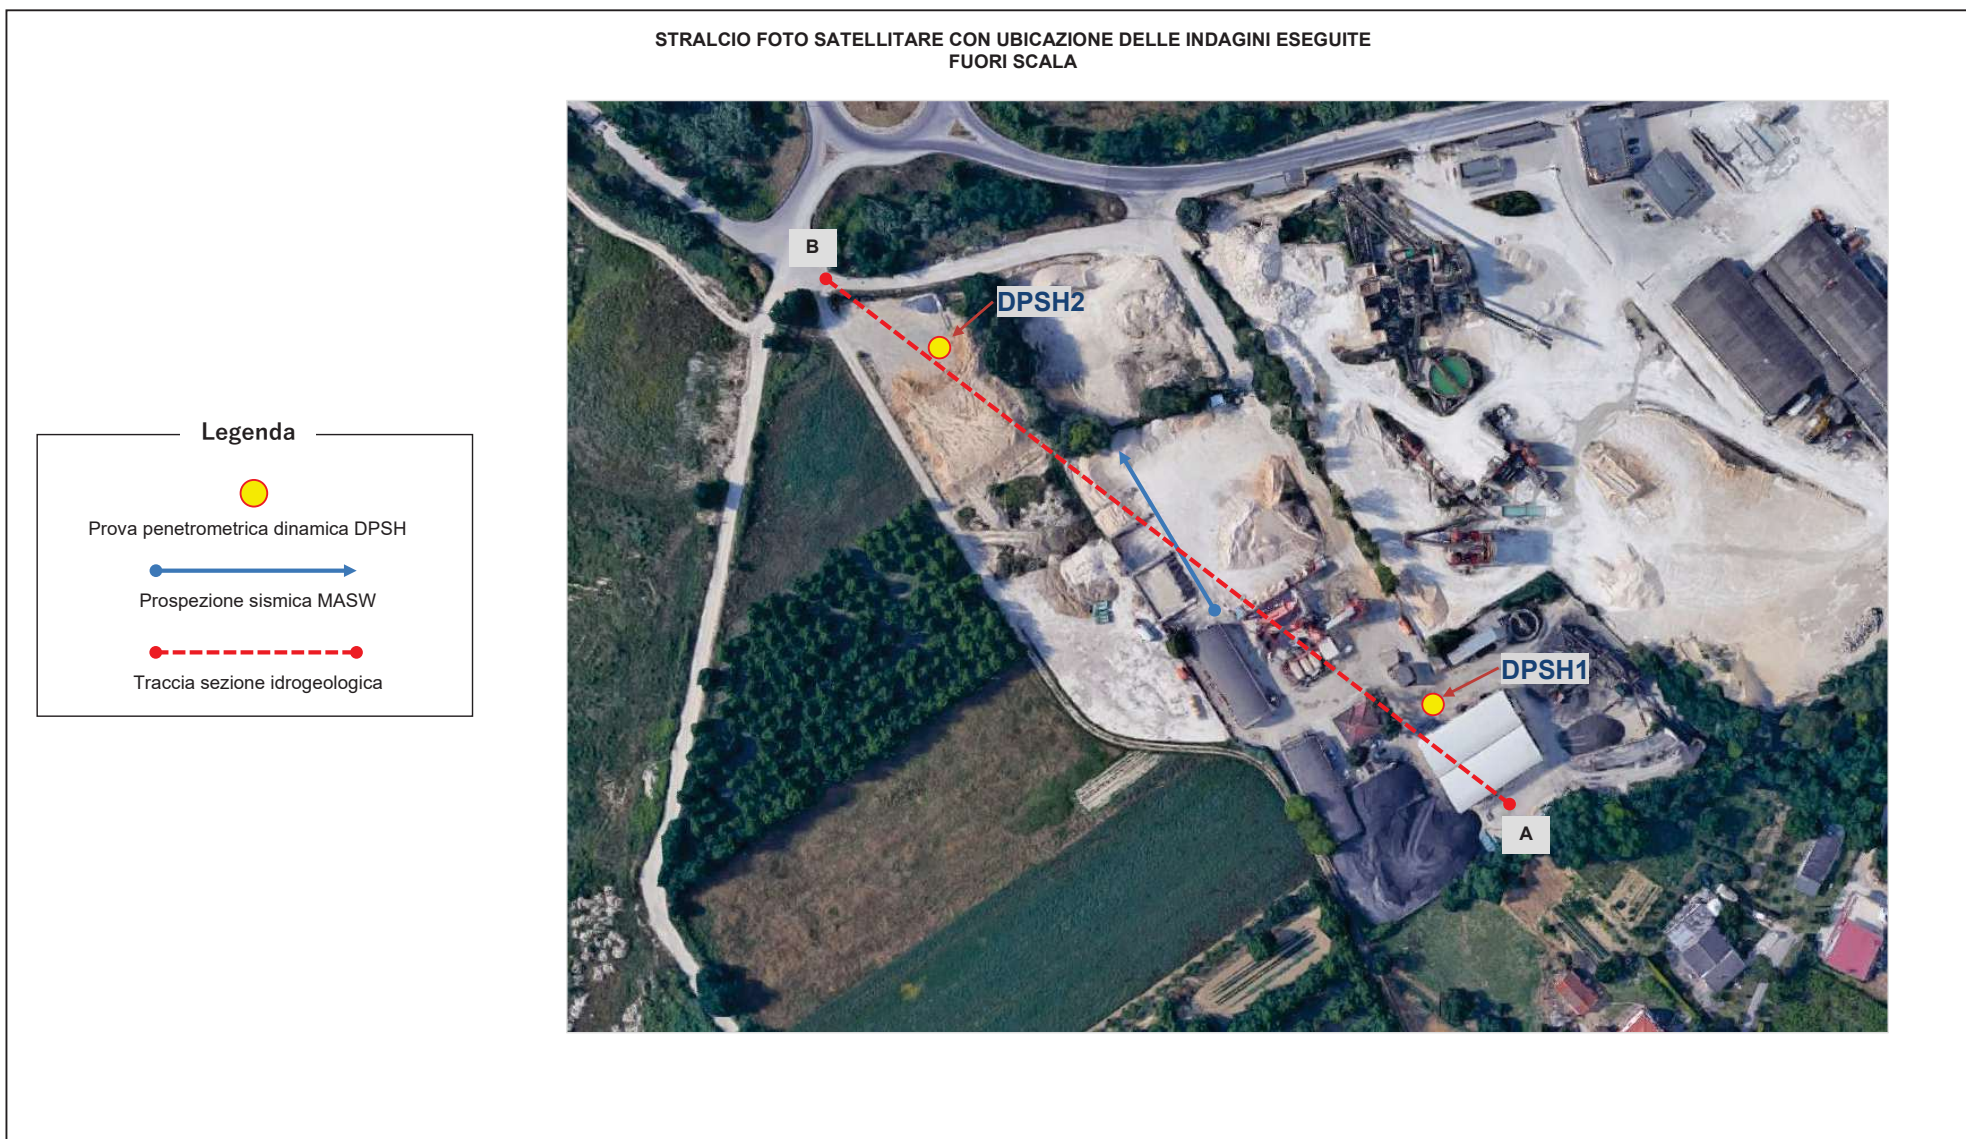 STRALCIO FOTO SATELLITARE CON UBICAZIONE DELLE INDAGINI ESEGUITE
FUORI SCALA
B
DPSH2
DPSH1
A
Legenda
Prova penetrometrica dinamica DPSH
Prospezione sismica MASW
Traccia sezione idrogeologica